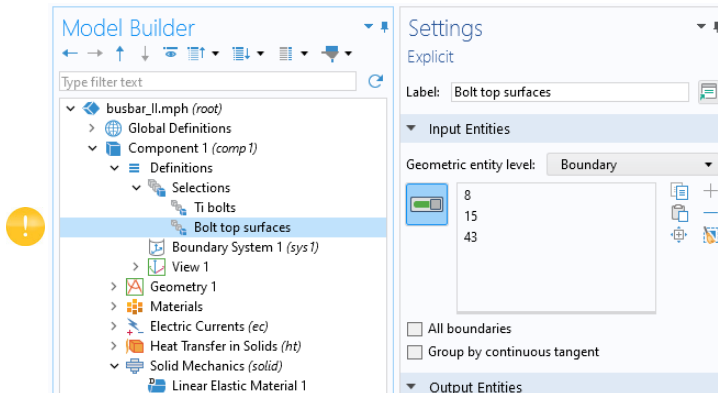 Model Builder
Type filter text
busbar_ll.mph (root)
Global Definitions
Component 1 (comp1)
Definitions
Selections
Ti bolts
Bolt top surfaces
Boundary System 1 (sys1)
View 1
Geometry 1
Materials
Electric Currents (ec)
Heat Transfer in Solids (ht)
Solid Mechanics (solid)
Linear Elastic Material 1
Settings
Explicit
Label: Bolt top surfaces
Input Entities
Geometric entity level: Boundary
8
15
43
All boundaries
Group by continuous tangent
Output Entities